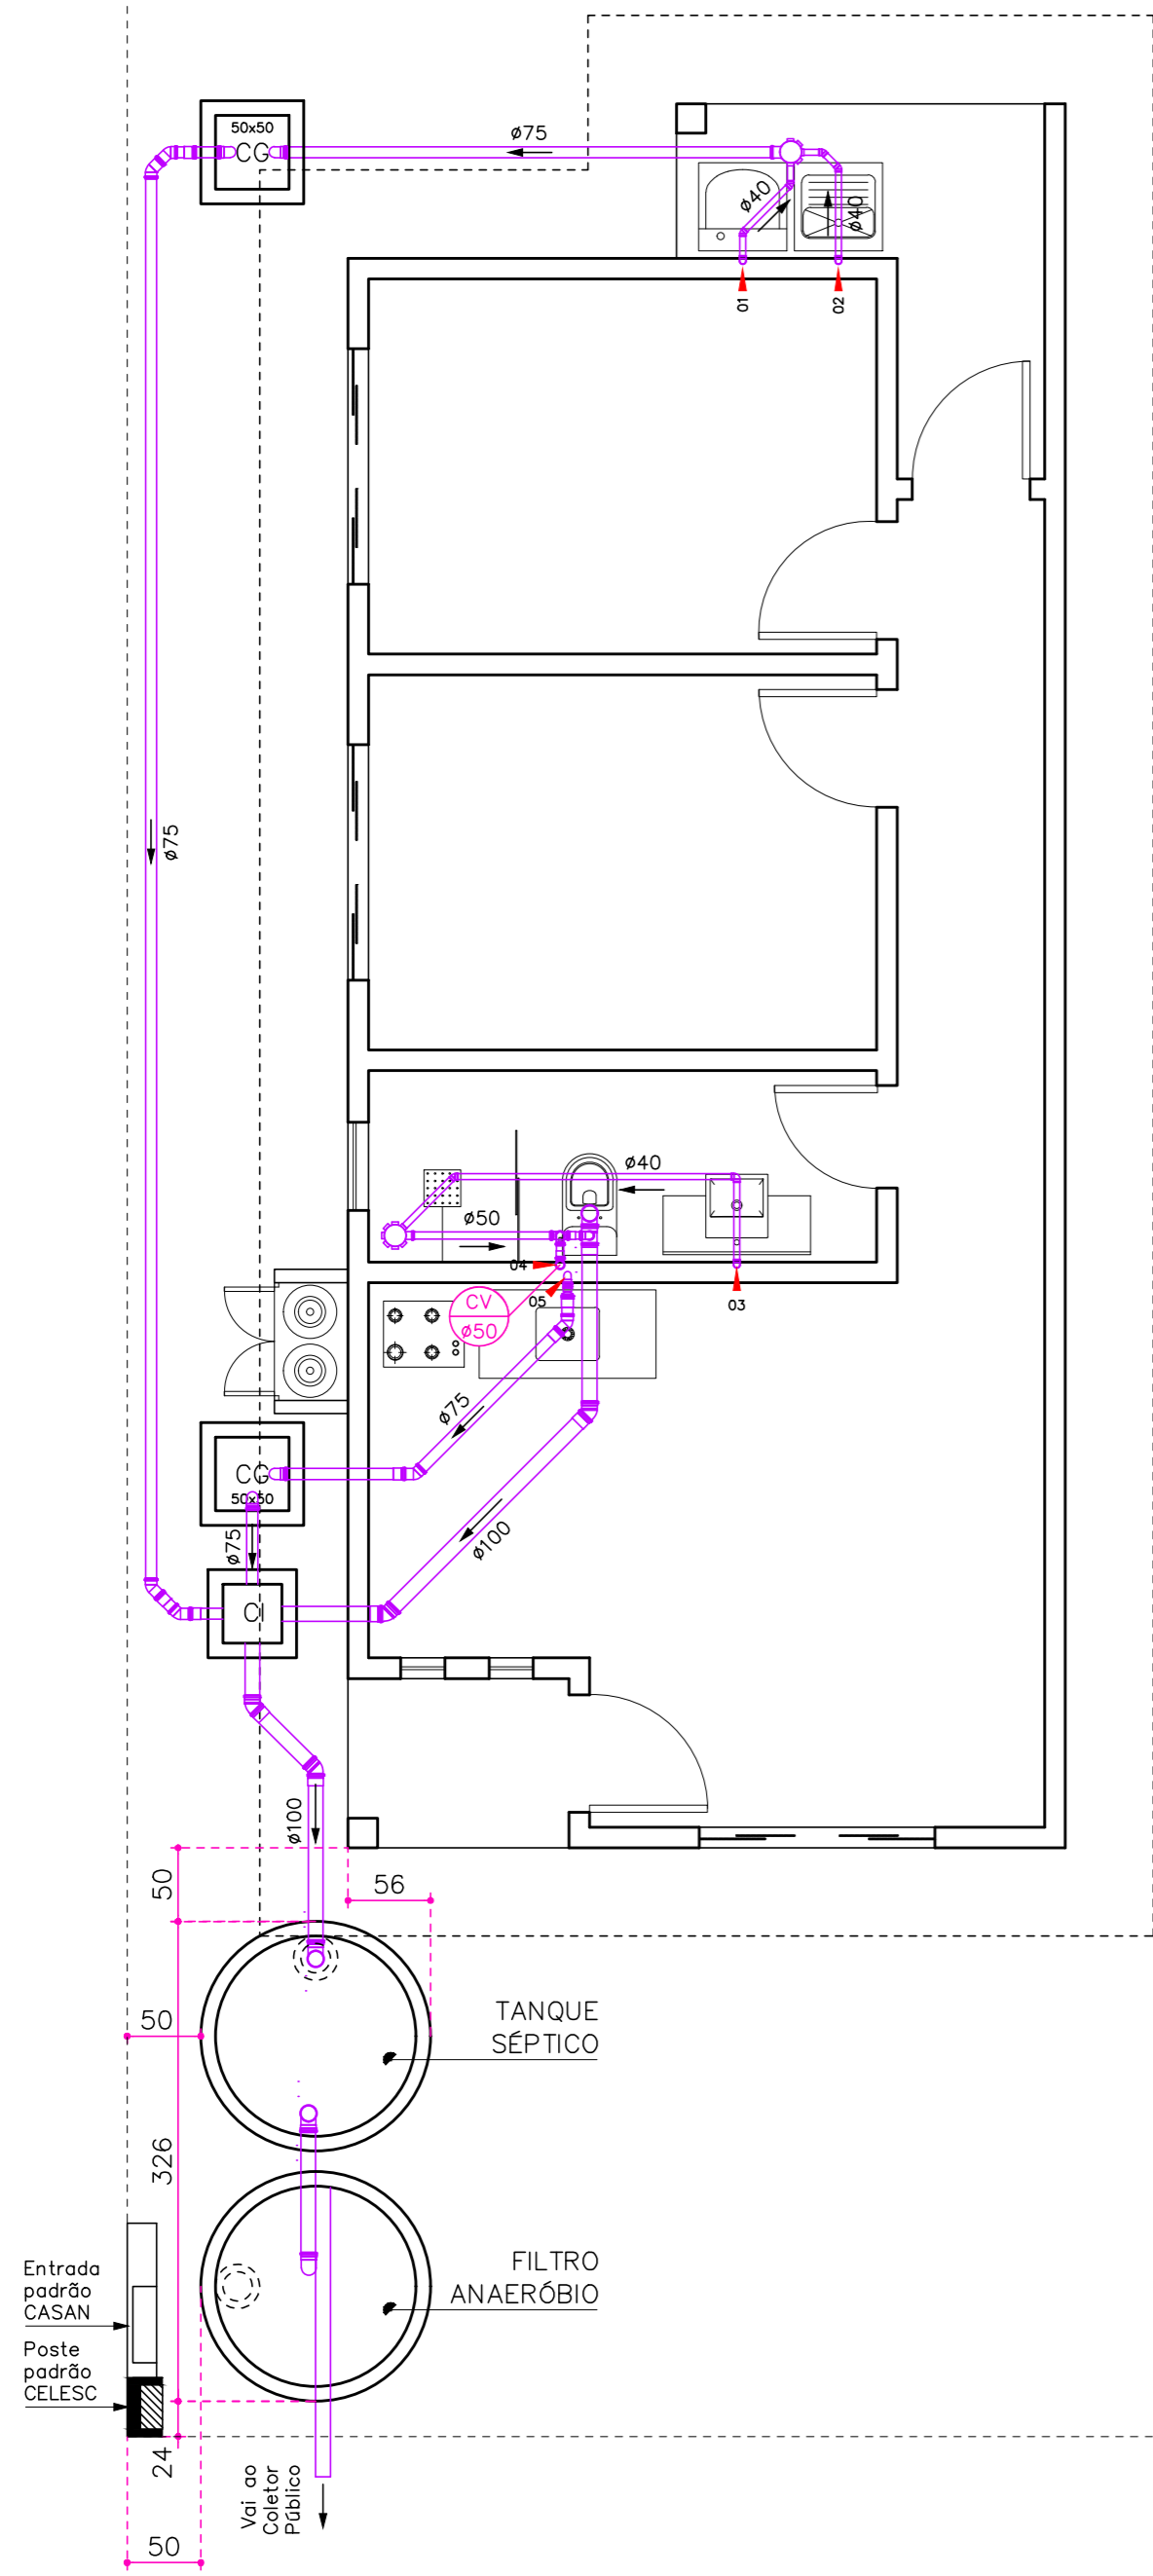 50x50
CG
ø75
ø40
ø40
01
02
ø75
ø40
ø50
04
CV
ø50
05
03
ø75
CG
50x50
ø75
ø100
CI
ø100
50
56
50
TANQUE
SÉPTICO
326
FILTRO
ANAERÓBIO
Entrada
padrão
CASAN
Poste
padrão
CELESC
24
Vai ao
Coletor
Público
50